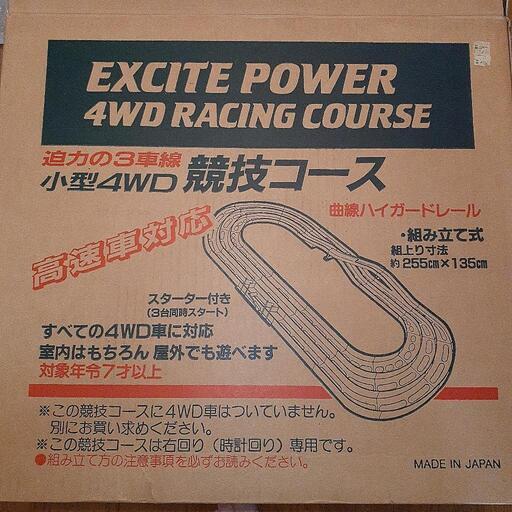 EXCITE POWER
4WD RACING COURSE
迫力の3車線
小型4WD 競技コース
高速車対応
曲線ハイガードレール
・組み立て式
組上り寸法
約255cm×135cm
スターター付き
(3台同時スタート)
すべての4WD車に対応
室内はもちろん 屋外でも遊べます
対象年令7才以上
※この競技コースに4WD車はついていません。
別にお買い求めください。
※この競技コースは右回り(時計回り)専用です。
●組み立て方の注意事項を必ずお読みください。
MADE IN JAPAN